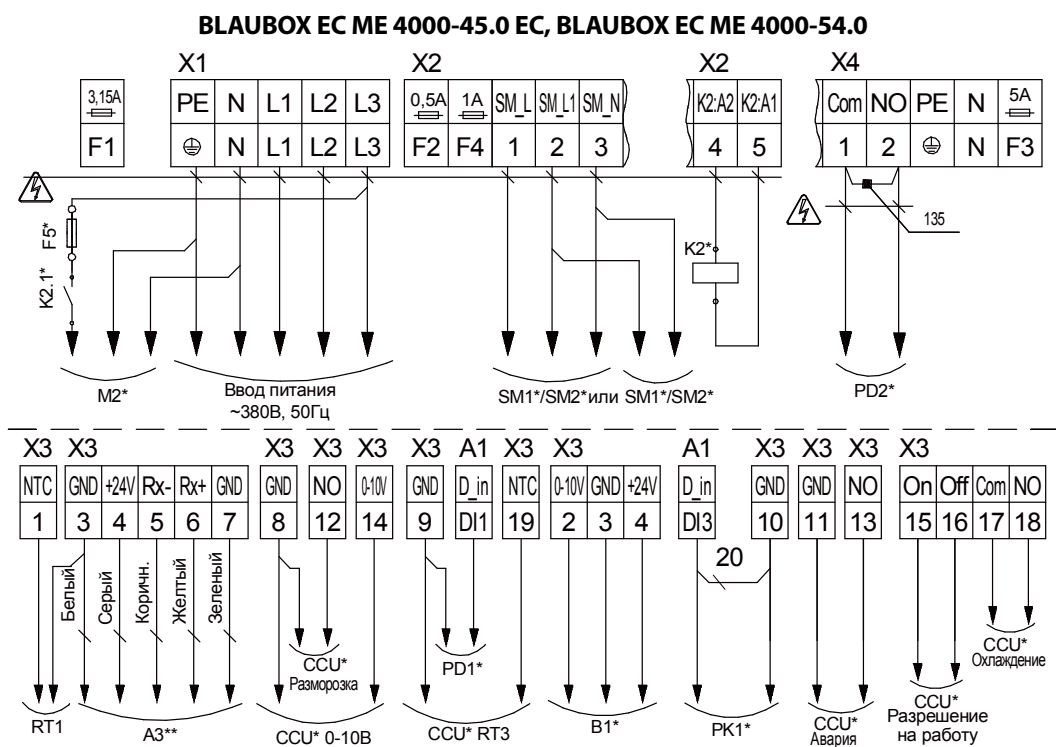 BLAUBOX EC ME 4000-45.0 EC, BLAUBOX EC ME 4000-54.0
X1 X2 X2 X4
3,15A PE N L1 L2 L3 0,5A 1A SM_L SM_L1 SM_N K2:A2 K2:A1 Com NO PE N 5A
F1 N L1 L2 L3 F2 F4 1 2 3 4 5 1 2 N F3
135
F5*
K2*
K2.1*
M2*
Ввод питания
~380В, 50Гц
SM1*/SM2*или SM1*/SM2*
PD2*
X3 X3 X3 X3 X3 X3 A1 X3 X3 A1 X3 X3 X3 X3
NTC GND +24V Rx- Rx+ GND GND NO 0-10V GND D_in NTC 0-10V GND +24V D_in GND GND NO On Off Com NO
1 3 4 5 6 7 8 12 14 9 DI1 19 2 3 4 DI3 10 11 13 15 16 17 18
20
Белый
Серый
Коричн.
Желтый
Зеленый
CCU*
Разморозка
PD1*
CCU*
Охлаждение
RT1
A3**
CCU* 0-10В
CCU* RT3
B1*
PK1*
CCU*
Авария
CCU*
Разрешение
на работу